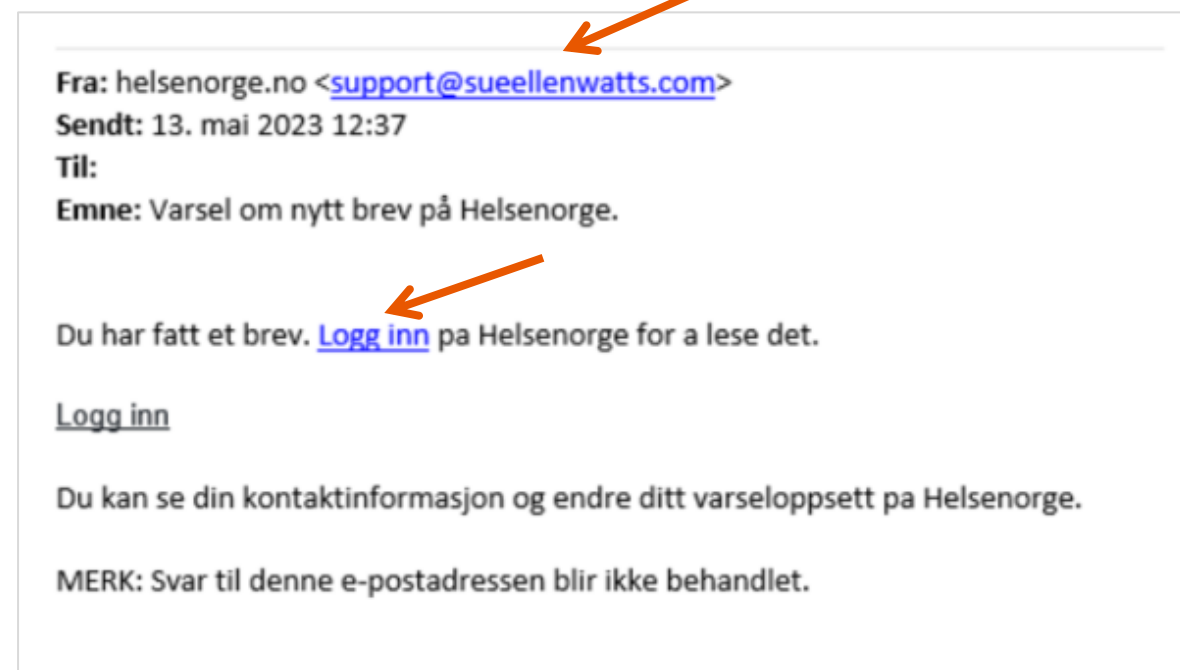 Fra: helsenorge.no <support@sueellenwatts.com>
Sendt: 13. mai 2023 12:37
Til:
Emne: Varsel om nytt brev på Helsenorge.
Du har fatt et brev. Logg inn pa Helsenorge for a lese det.
Logg inn
Du kan se din kontaktinformasjon og endre ditt varseloppsett pa Helsenorge.
MERK: Svar til denne e-postadressen blir ikke behandlet.